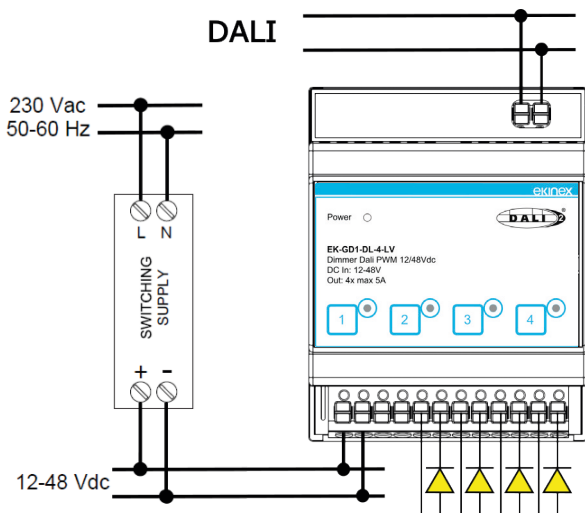 DALI
230 Vac
50-60 Hz
L N
SWITCHING
SUPPLY
+ -
12-48 Vdc
ekinex
Power
DALI 2
EK-GD1-DL-4-LV
Dimmer Dali PWM 12/48Vdc
DC In: 12-48V
Out: 4x max 5A
1 2 3 4